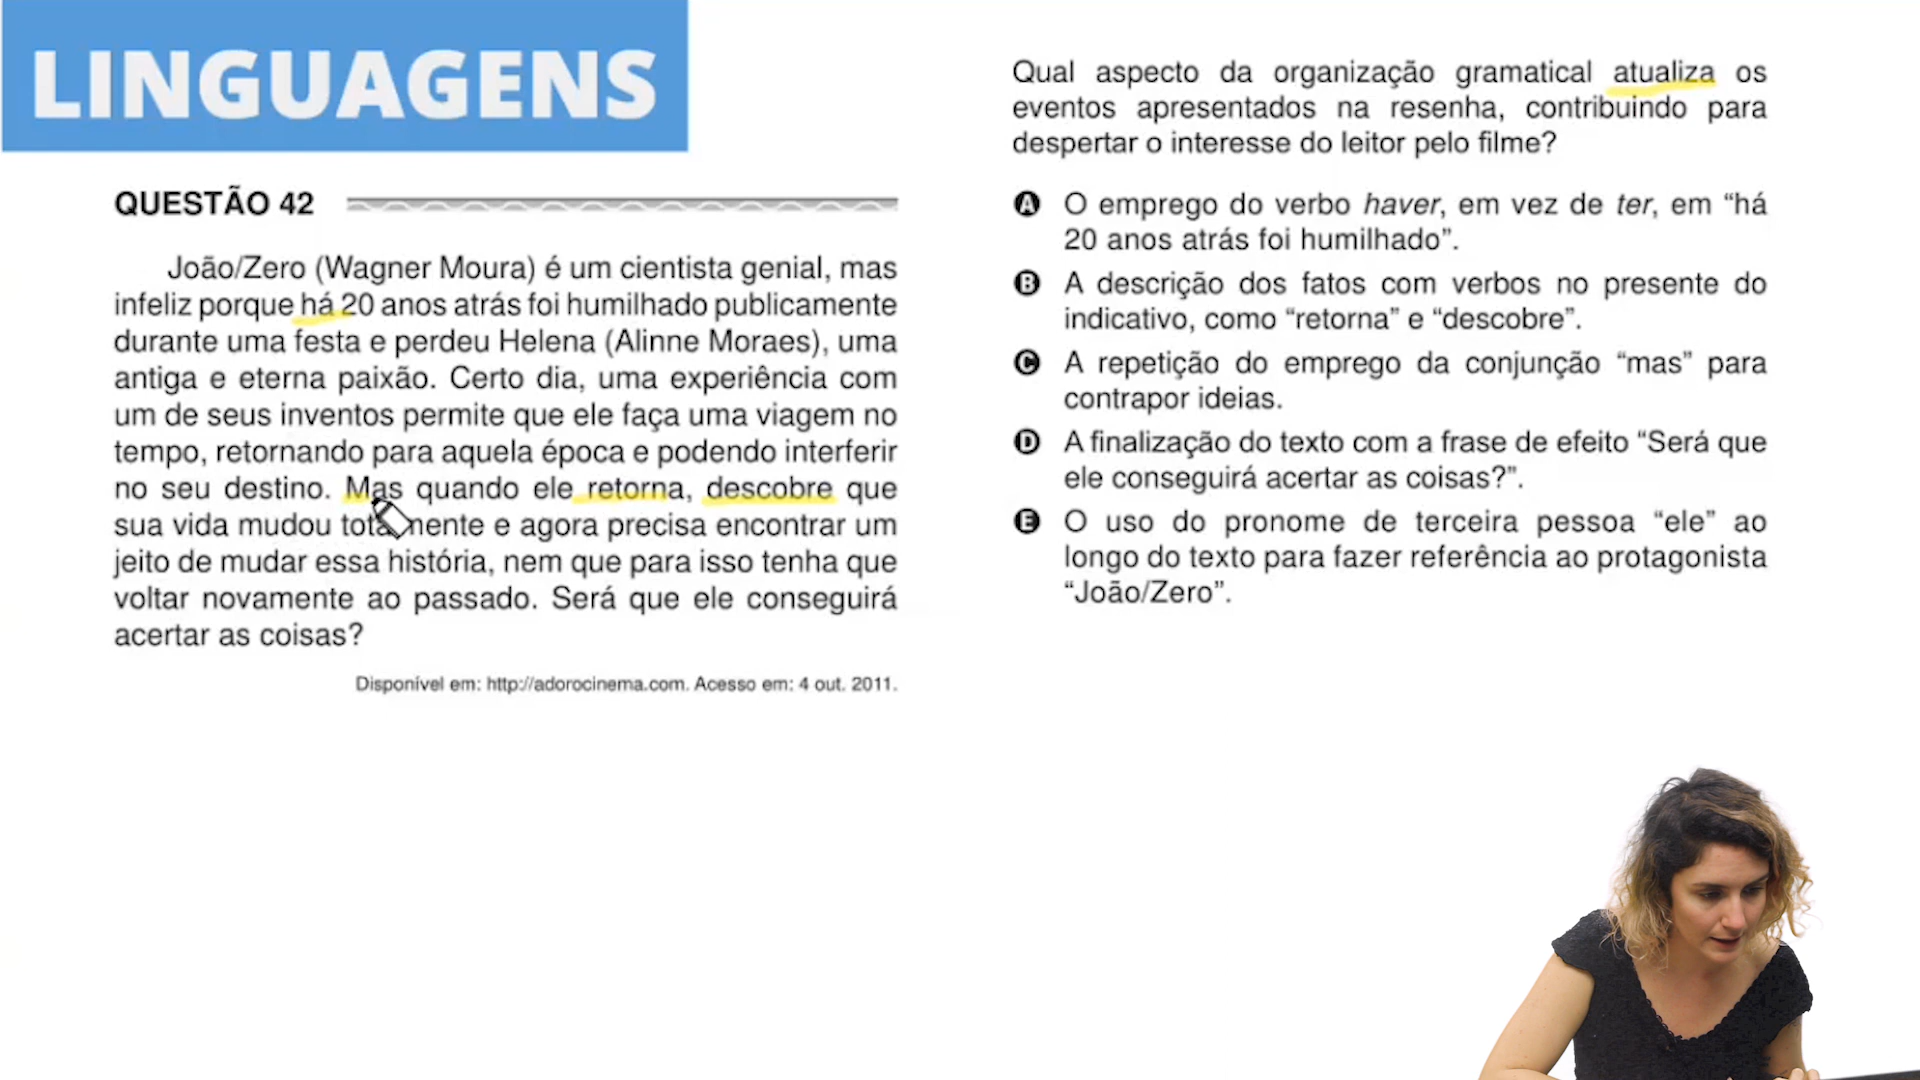 LINGUAGENS
QUESTÃO 42
João/Zero (Wagner Moura) é um cientista genial, mas
infeliz porque há 20 anos atrás foi humilhado publicamente
durante uma festa e perdeu Helena (Alinne Moraes), uma
antiga e eterna paixão. Certo dia, uma experiência com
um de seus inventos permite que ele faça uma viagem no
tempo, retornando para aquela época e podendo interferir
no seu destino. Mas quando ele retorna, descobre que
sua vida mudou totalmente e agora precisa encontrar um
jeito de mudar essa história, nem que para isso tenha que
voltar novamente ao passado. Será que ele conseguirá
acertar as coisas?
Disponível em: http://adorocinema.com. Acesso em: 4 out. 2011.
Qual aspecto da organização gramatical atualiza os
eventos apresentados na resenha, contribuindo para
despertar o interesse do leitor pelo filme?
A O emprego do verbo haver, em vez de ter, em “há
20 anos atrás foi humilhado”.
B A descrição dos fatos com verbos no presente do
indicativo, como “retorna” e “descobre”.
C A repetição do emprego da conjunção “mas” para
contrapor ideias.
D A finalização do texto com a frase de efeito “Será que
ele conseguirá acertar as coisas?”.
E O uso do pronome de terceira pessoa “ele” ao
longo do texto para fazer referência ao protagonista
“João/Zero”.